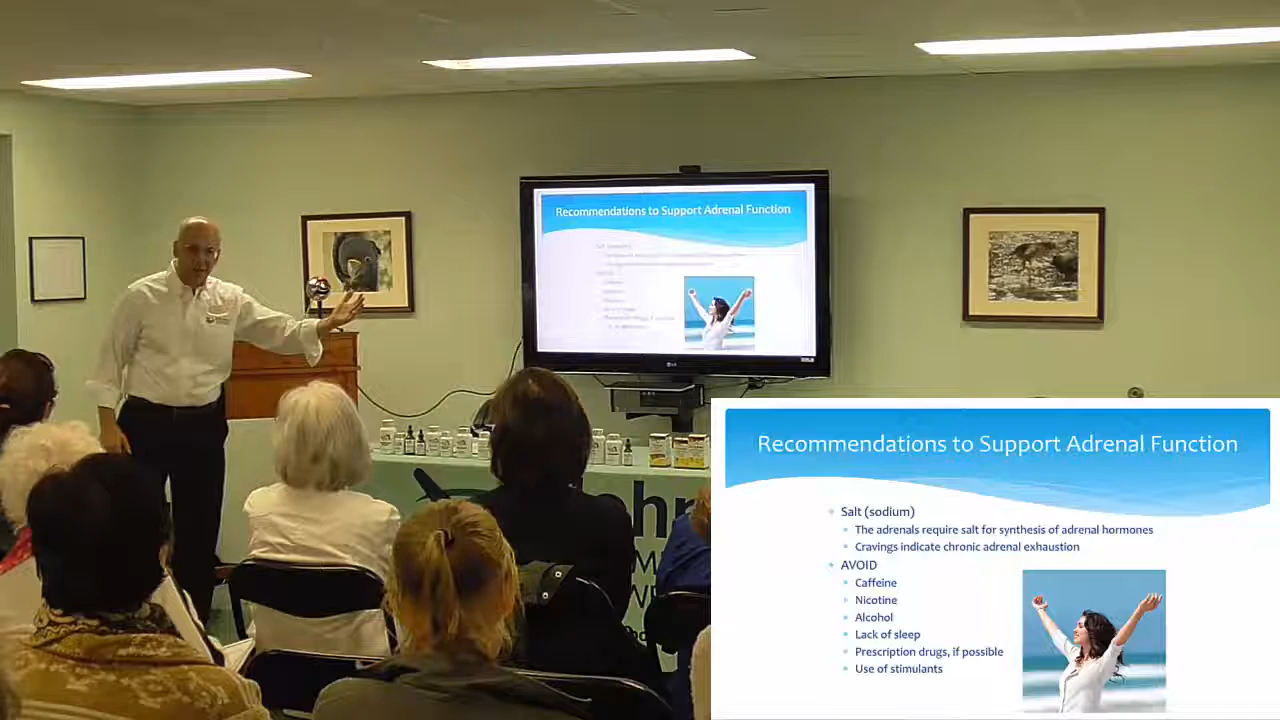 Recommendations to Support Adrenal Function
Recommendations to Support Adrenal Function
Salt (sodium)
The adrenals require salt for synthesis of adrenal hormones
Cravings indicate chronic adrenal exhaustion
AVOID
Caffeine
Nicotine
Alcohol
Lack of sleep
Prescription drugs, if possible
Use of stimulants